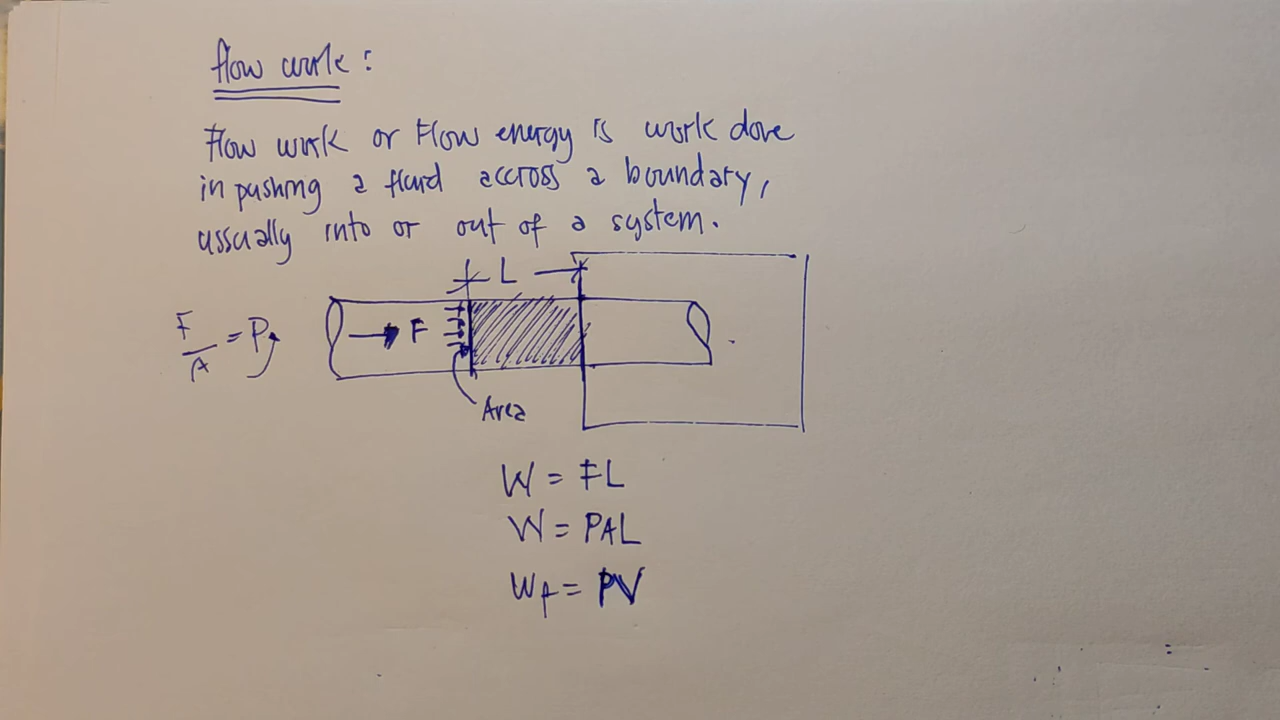 flow work:
Flow work or Flow energy is work done
in pushing a fluid accross a boundary,
ussually into or out of a system.
L
F/A = P
F
Area
W = FL
W = PAL
Wf = PV